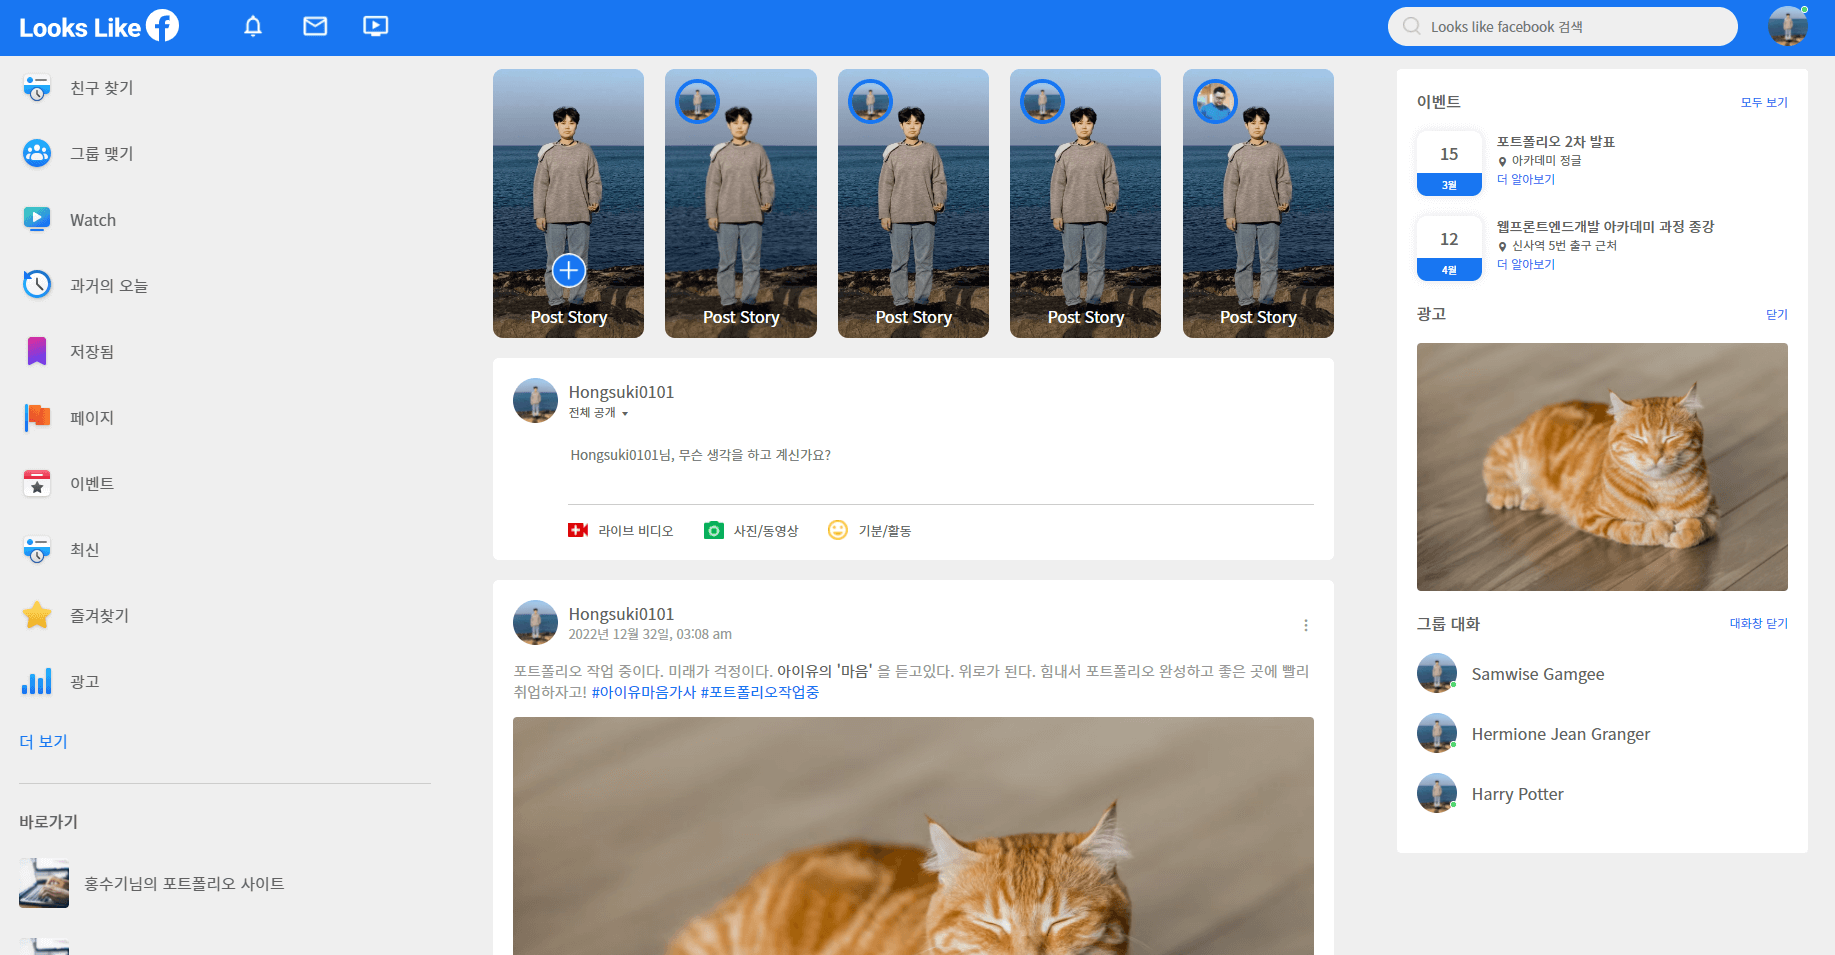 Looks Like
Looks like facebook 검색
친구 찾기
그룹 맺기
Watch
과거의 오늘
저장됨
페이지
이벤트
최신
즐겨찾기
광고
더 보기
바로가기
홍수기님의 포트폴리오 사이트
Post Story
Post Story
Post Story
Post Story
Post Story
Hongsuki0101
전체 공개
Hongsuki0101님, 무슨 생각을 하고 계신가요?
라이브 비디오
사진/동영상
기분/활동
Hongsuki0101
2022년 12월 32일, 03:08 am
포트폴리오 작업 중이다. 미래가 걱정이다. 아이유의 '마음' 을 듣고있다. 위로가 된다. 힘내서 포트폴리오 완성하고 좋은 곳에 빨리
취업하자고! #아이유마음가사 #포트폴리오작업중
이벤트
모두 보기
15
3월
포트폴리오 2차 발표
아카데미 정글
더 알아보기
12
4월
웹프론트엔드개발 아카데미 과정 종강
신사역 5번 출구 근처
더 알아보기
광고
닫기
그룹 대화
대화창 닫기
Samwise Gamgee
Hermione Jean Granger
Harry Potter